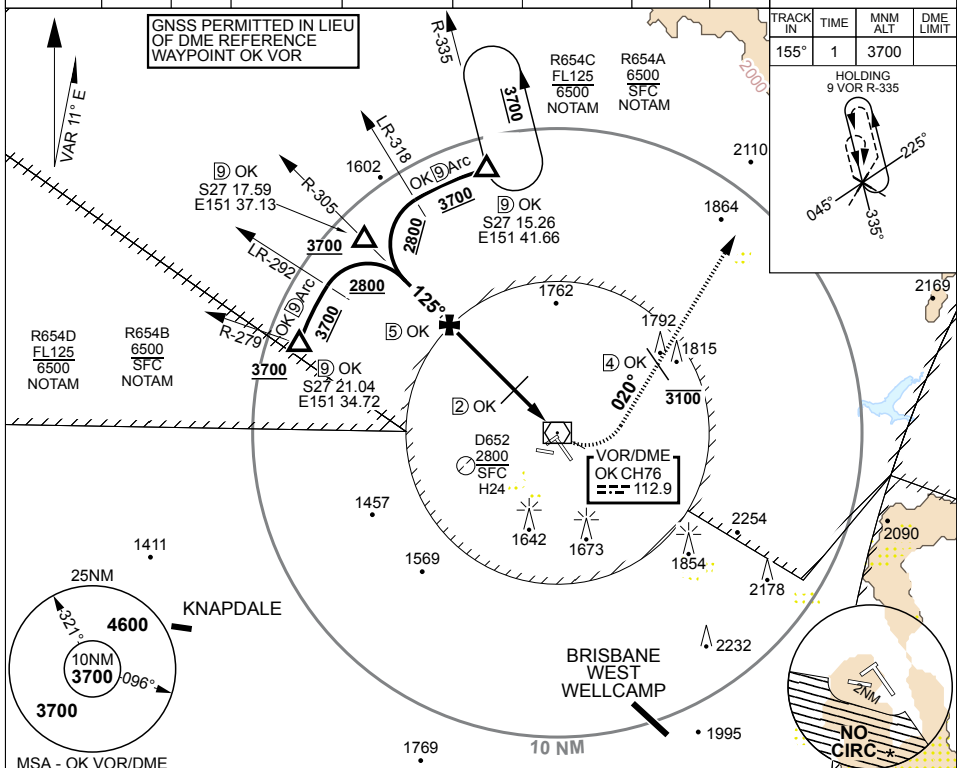 GNSS PERMITTED IN LIEU
OF DME REFERENCE
WAYPOINT OK VOR
VAR 11° E
TRACK IN
TIME
MNM ALT
DME LIMIT
155°
1
3700
HOLDING
9 VOR R-335
225°
045°
335°
R-335
3700
R654C
FL125
6500
NOTAM
R654A
6500
SFC
NOTAM
2000
2110
1602
LR-318
OK 9 Arc
3700
9 OK
S27 17.59
E151 37.13
R-305
9 OK
S27 15.26
E151 41.66
1864
3700
2800
LR-292
2800
125°
1762
2169
OK 9 Arc
3700
R-279
5 OK
1792
1815
R654D
FL125
6500
NOTAM
R654B
6500
SFC
NOTAM
3700
9 OK
S27 21.04
E151 34.72
4 OK
020°
3100
2 OK
D652
2800
SFC
H24
VOR/DME
OK CH76
112.9
1457
1642
1673
1854
2254
2090
1411
1569
2178
25NM
321°
4600
10NM
3700
096°
3700
MSA - OK VOR/DME
KNAPDALE
2232
BRISBANE
WEST
WELLCAMP
1995
2NM
NO
CIRC *
1769
10 NM